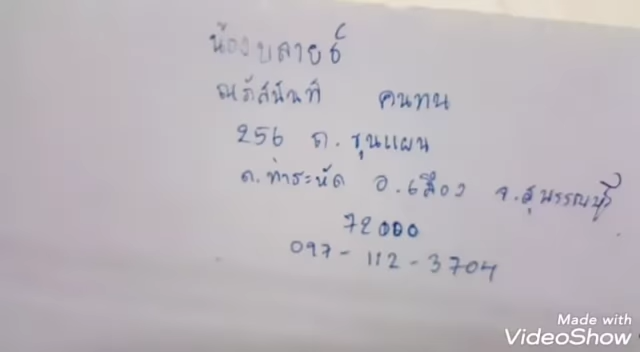 น้องบลายธ์
ณภัสนันท์ คนทน
256 ถ.ขุนแผน
ต.ท่าระหัด อ.เมือง จ.สุพรรณบุรี
72000
097-112-3704
Made with
VideoShow